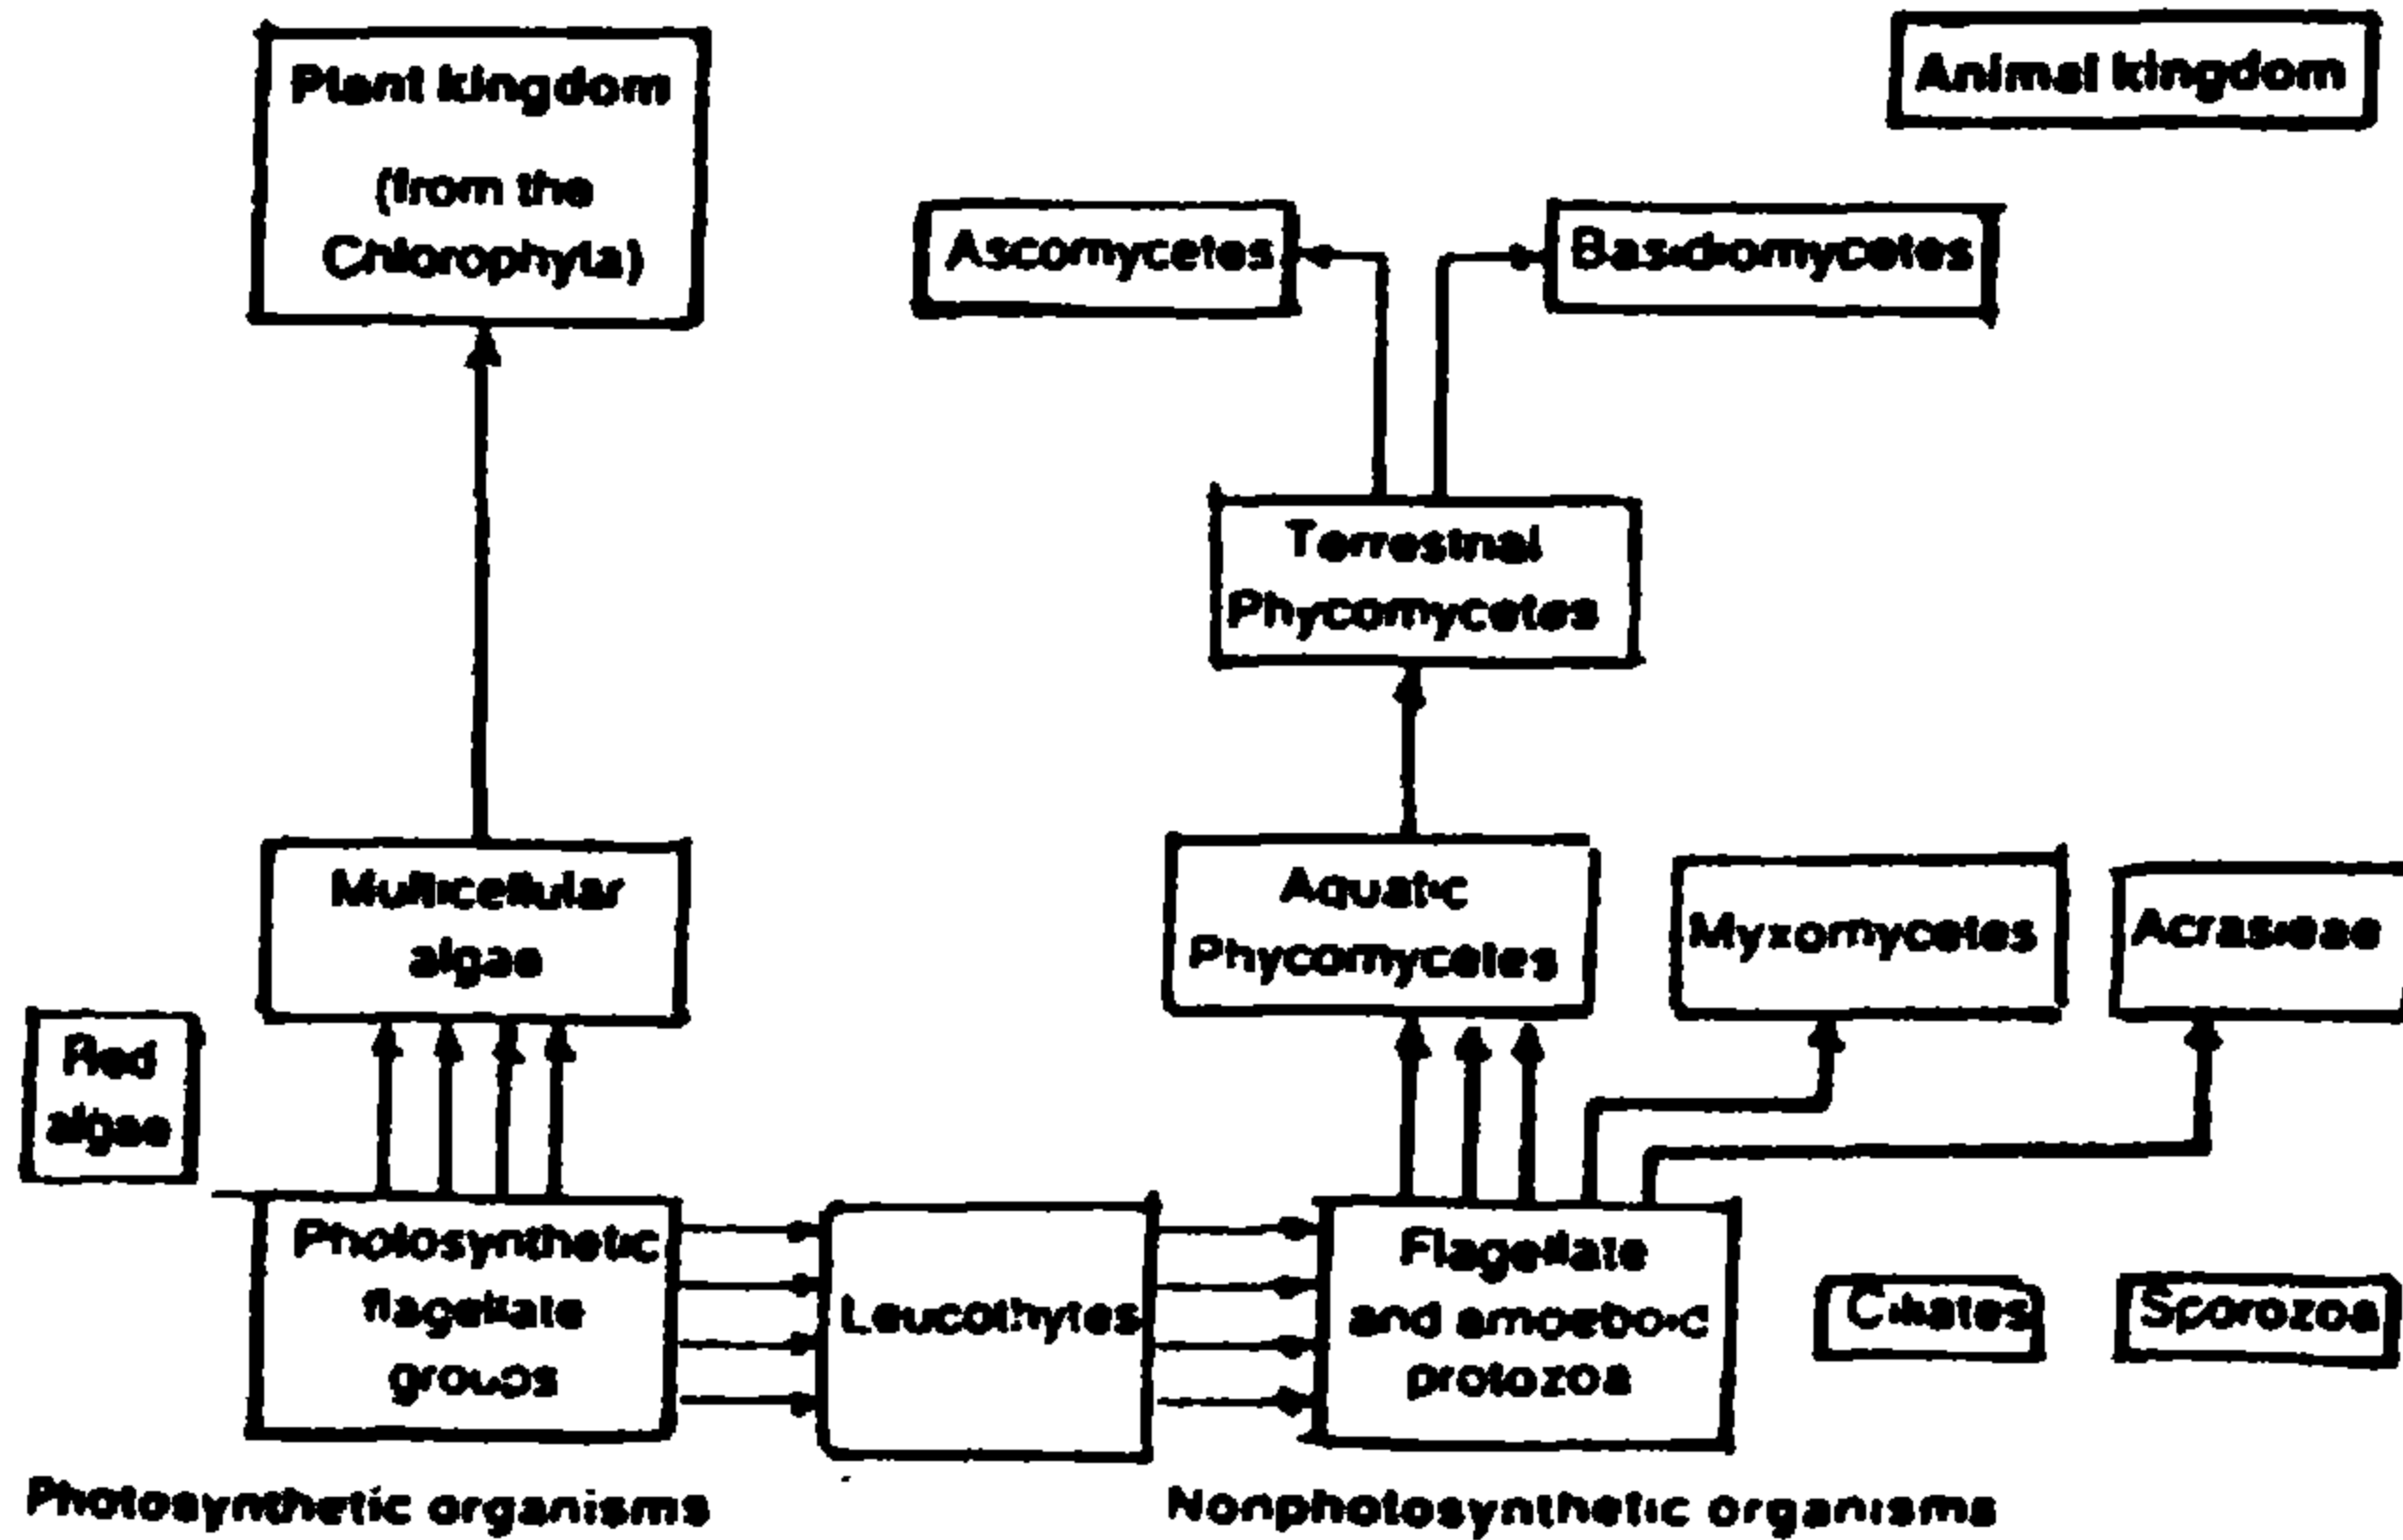 Plant kingdom
(from the
Chlorophyta)
Animal kingdom
Ascomycetes
Basidiomycetes
Terrestrial
Phycomycetes
Multicellular
algae
Aquatic
Phycomycetes
Myxomycetes
Acrasieae
Red
algae
Photosynthetic
flagellate
groups
Leucothytes
Flagellate
and amoeboid
protozoa
Ciliates
Sporozoa
Photosynthetic organisms
Nonphotosynthetic organisms